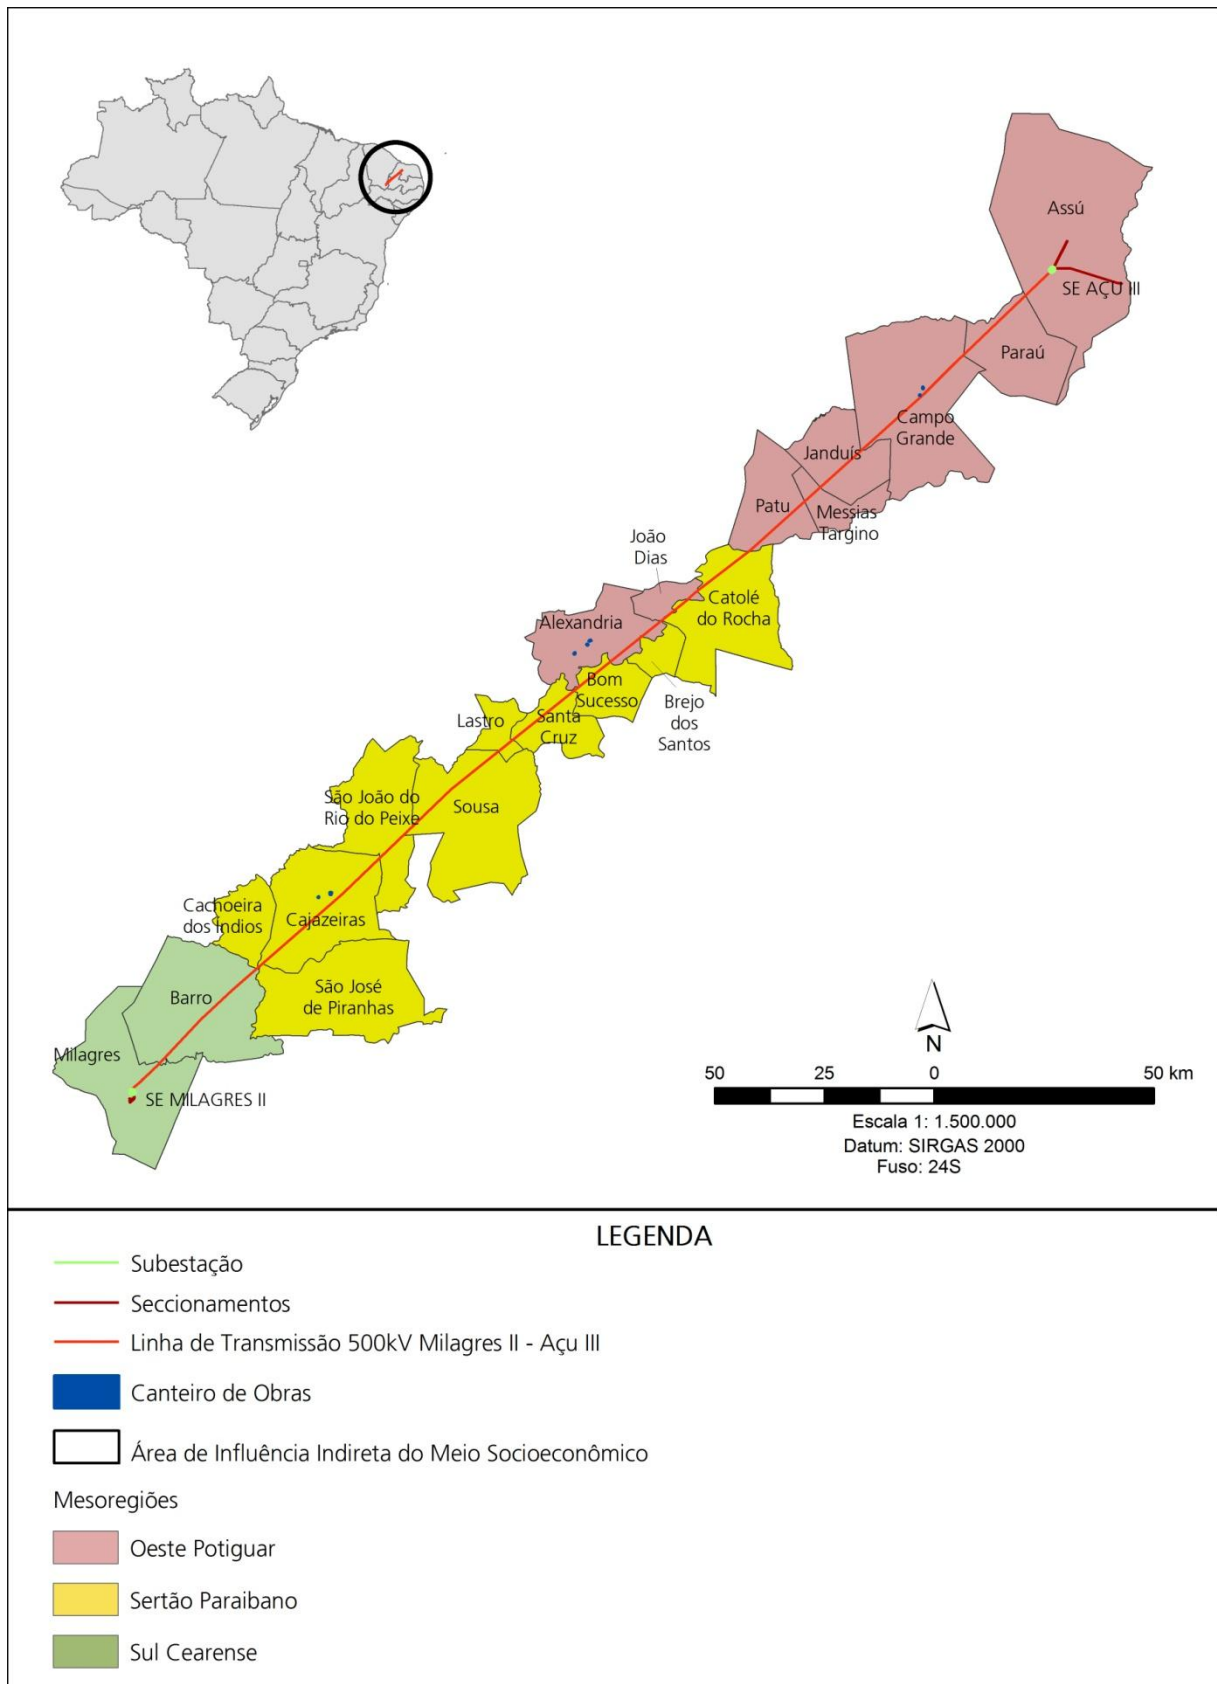 Assú
SE AÇU III
Paraú
Campo
Grande
Janduís
Patu
Messias
Targino
João
Dias
Catolé
do Rocha
Alexandria
Bom
Sucesso
Brejo
dos
Santos
Lastro
Santa
Cruz
São João do
Rio do Peixe
Sousa
Cachoeira
dos Índios
Cajazeiras
São José
de Piranhas
Barro
Milagres
SE MILAGRES II
N
50 25 0 50 km
Escala 1: 1.500.000
Datum: SIRGAS 2000
Fuso: 24S
LEGENDA
Subestação
Seccionamentos
Linha de Transmissão 500kV Milagres II - Açu III
Canteiro de Obras
Área de Influência Indireta do Meio Socioeconômico
Mesoregiões
Oeste Potiguar
Sertão Paraibano
Sul Cearense